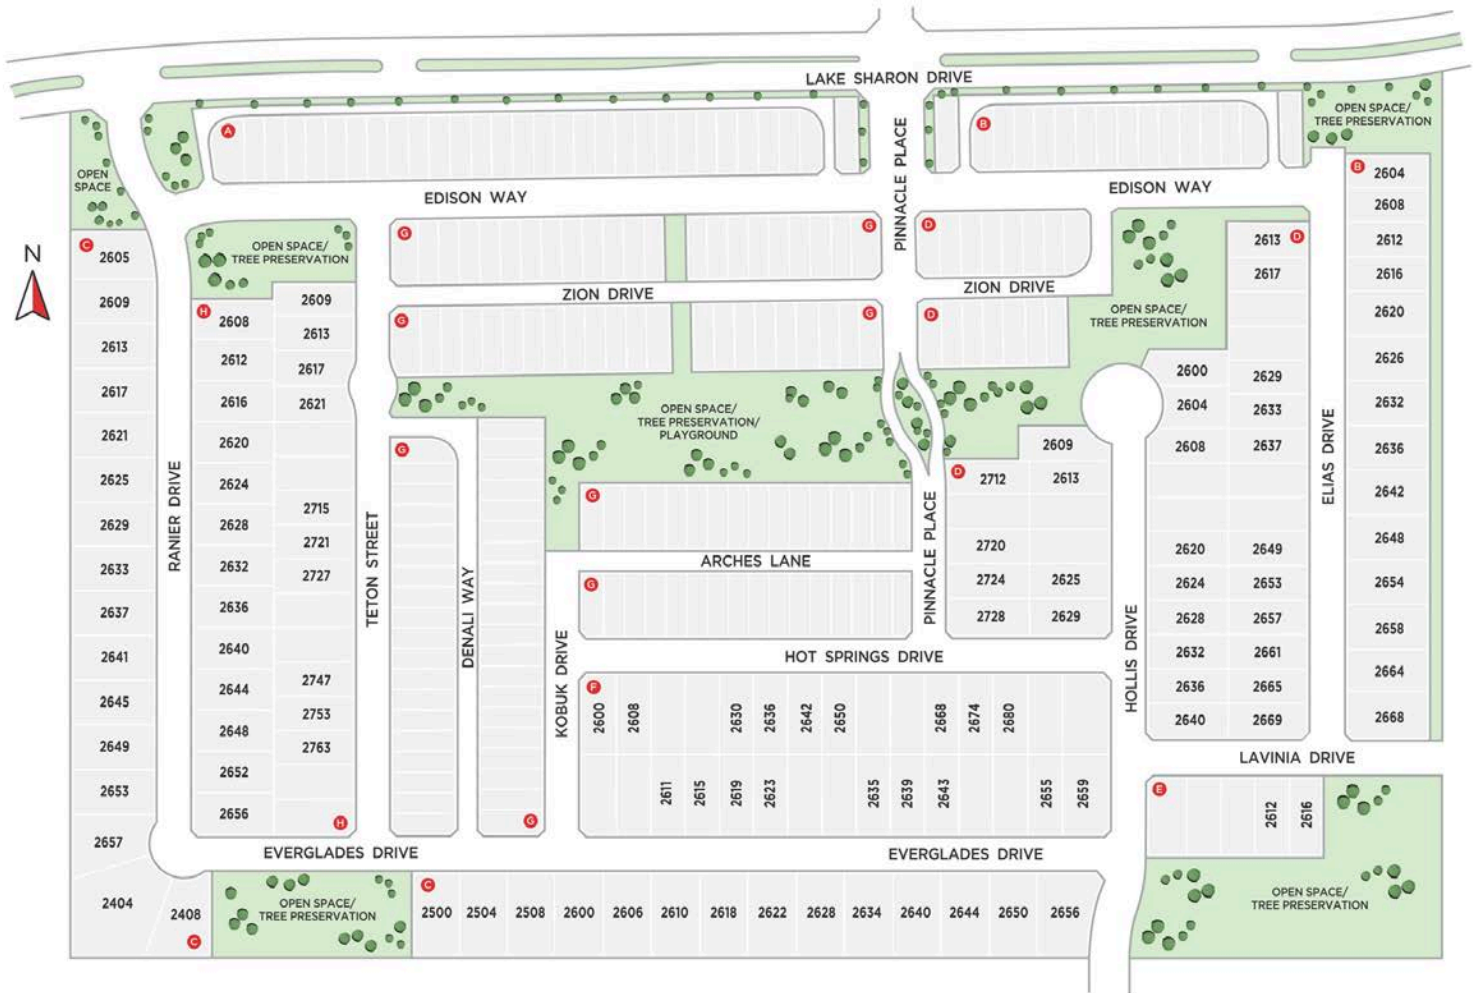 LAKE SHARON DRIVE
OPEN SPACE/
TREE PRESERVATION
A
B
PINNACLE PLACE
OPEN
SPACE
EDISON WAY
EDISON WAY
B
2604
2608
2612
2616
2620
2626
2632
2636
2642
2648
2654
2658
2664
2668
N
C
2605
2609
2613
2617
2621
2625
2629
2633
2637
2641
2645
2649
2653
2657
2404
2408
C
RANIER DRIVE
OPEN SPACE/
TREE PRESERVATION
H
2608
2612
2616
2620
2624
2628
2632
2636
2640
2644
2648
2652
2656
2609
2613
2617
2621
2715
2721
2727
2747
2753
2763
H
TETON STREET
G
G
D
ZION DRIVE
ZION DRIVE
G
G
D
OPEN SPACE/
TREE PRESERVATION/
PLAYGROUND
G
DENALI WAY
G
KOBUK DRIVE
G
ARCHES LANE
G
PINNACLE PLACE
D
2712
2720
2724
2728
2609
2613
2625
2629
HOT SPRINGS DRIVE
HOLLIS DRIVE
OPEN SPACE/
TREE PRESERVATION
2600
2604
2608
2620
2624
2628
2632
2636
2640
2613
D
2617
2629
2633
2637
2649
2653
2657
2661
2665
2669
ELIAS DRIVE
F
2600
2608
2630
2636
2642
2650
2668
2674
2680
2611
2615
2619
2623
2635
2639
2643
2655
2659
LAVINIA DRIVE
E
2612
2616
OPEN SPACE/
TREE PRESERVATION
EVERGLADES DRIVE
EVERGLADES DRIVE
OPEN SPACE/
TREE PRESERVATION
C
2500
2504
2508
2600
2606
2610
2618
2622
2628
2634
2640
2644
2650
2656